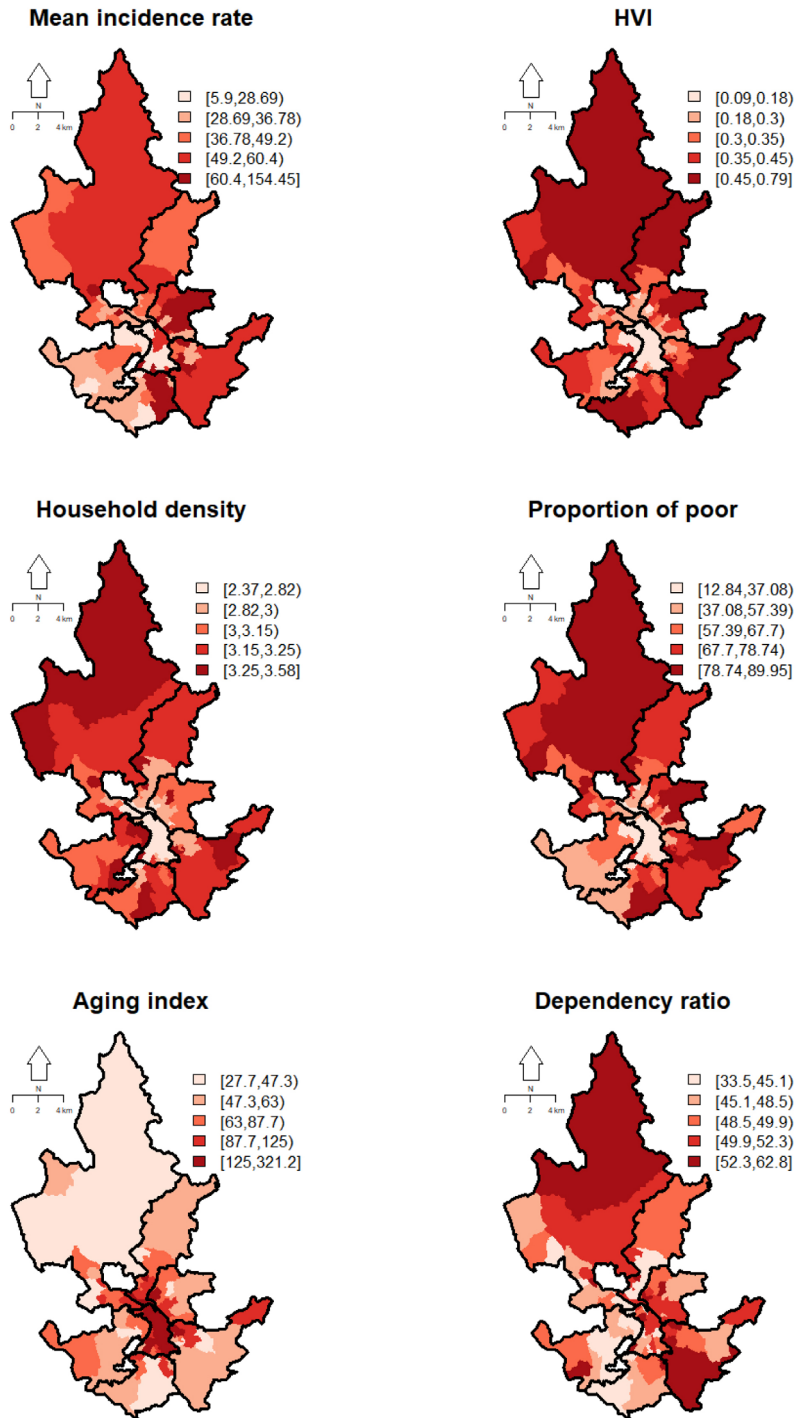 Mean incidence rate
N
0 2 4 km
[5.9,28.69)
[28.69,36.78)
[36.78,49.2)
[49.2,60.4)
[60.4,154.45]
HVI
N
0 2 4 km
[0.09,0.18)
[0.18,0.3)
[0.3,0.35)
[0.35,0.45)
[0.45,0.79]
Household density
N
0 2 4 km
[2.37,2.82)
[2.82,3)
[3,3.15)
[3.15,3.25)
[3.25,3.58]
Proportion of poor
N
0 2 4 km
[12.84,37.08)
[37.08,57.39)
[57.39,67.7)
[67.7,78.74)
[78.74,89.95]
Aging index
N
0 2 4 km
[27.7,47.3)
[47.3,63)
[63,87.7)
[87.7,125)
[125,321.2]
Dependency ratio
N
0 2 4 km
[33.5,45.1)
[45.1,48.5)
[48.5,49.9)
[49.9,52.3)
[52.3,62.8]